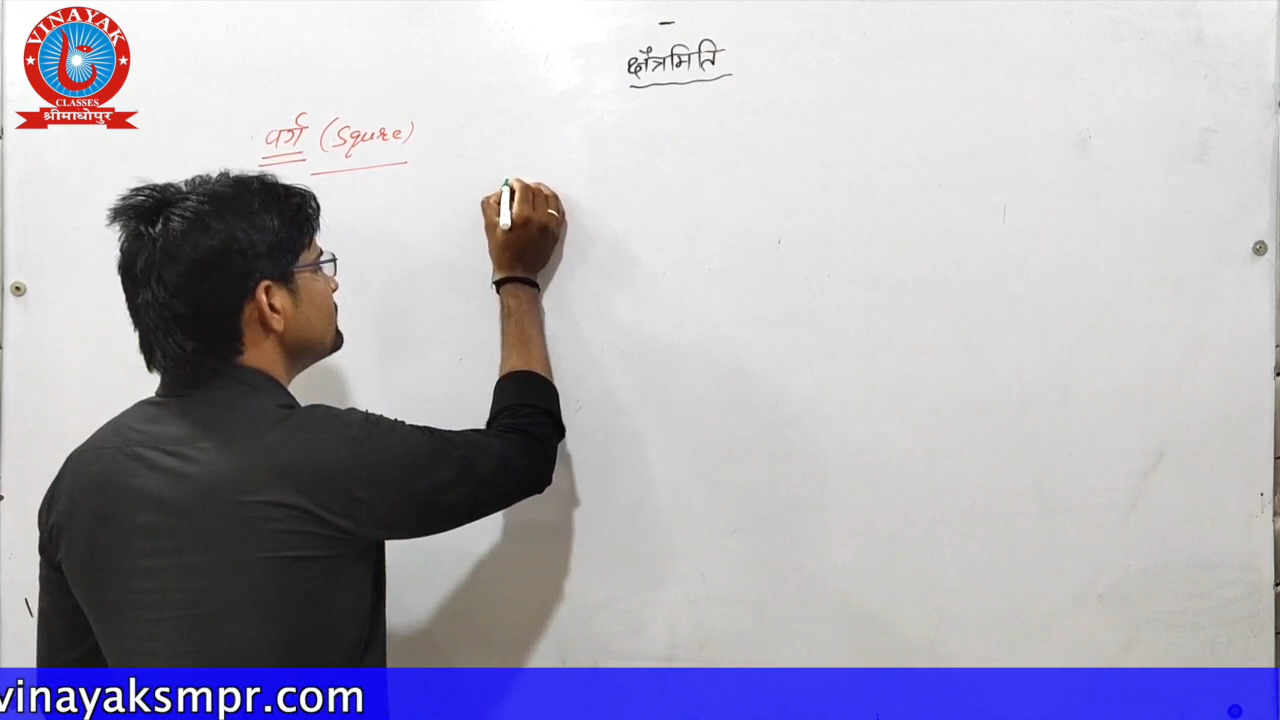 VINAYAK
CLASSES
श्रीमाधोपुर
क्षैत्रमिति
वर्ग (Squre)
vinayaksmpr.com